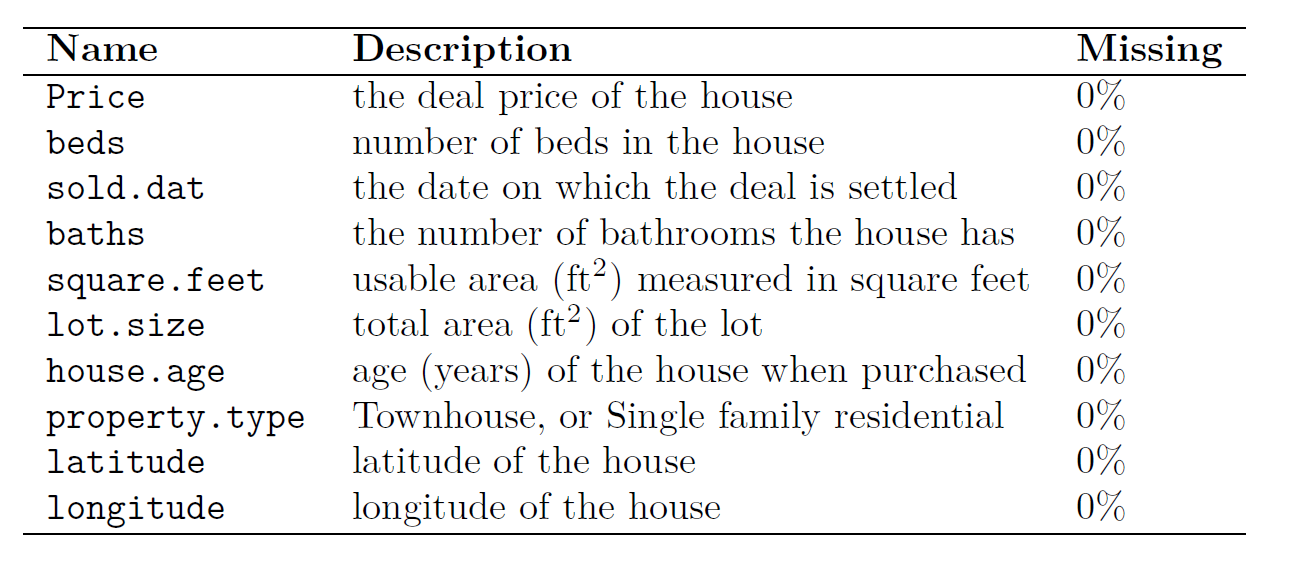 Name Description Missing
Price the deal price of the house 0%
beds number of beds in the house 0%
sold.dat the date on which the deal is settled 0%
baths the number of bathrooms the house has 0%
square.feet usable area (ft²) measured in square feet 0%
lot.size total area (ft²) of the lot 0%
house.age age (years) of the house when purchased 0%
property.type Townhouse, or Single family residential 0%
latitude latitude of the house 0%
longitude longitude of the house 0%